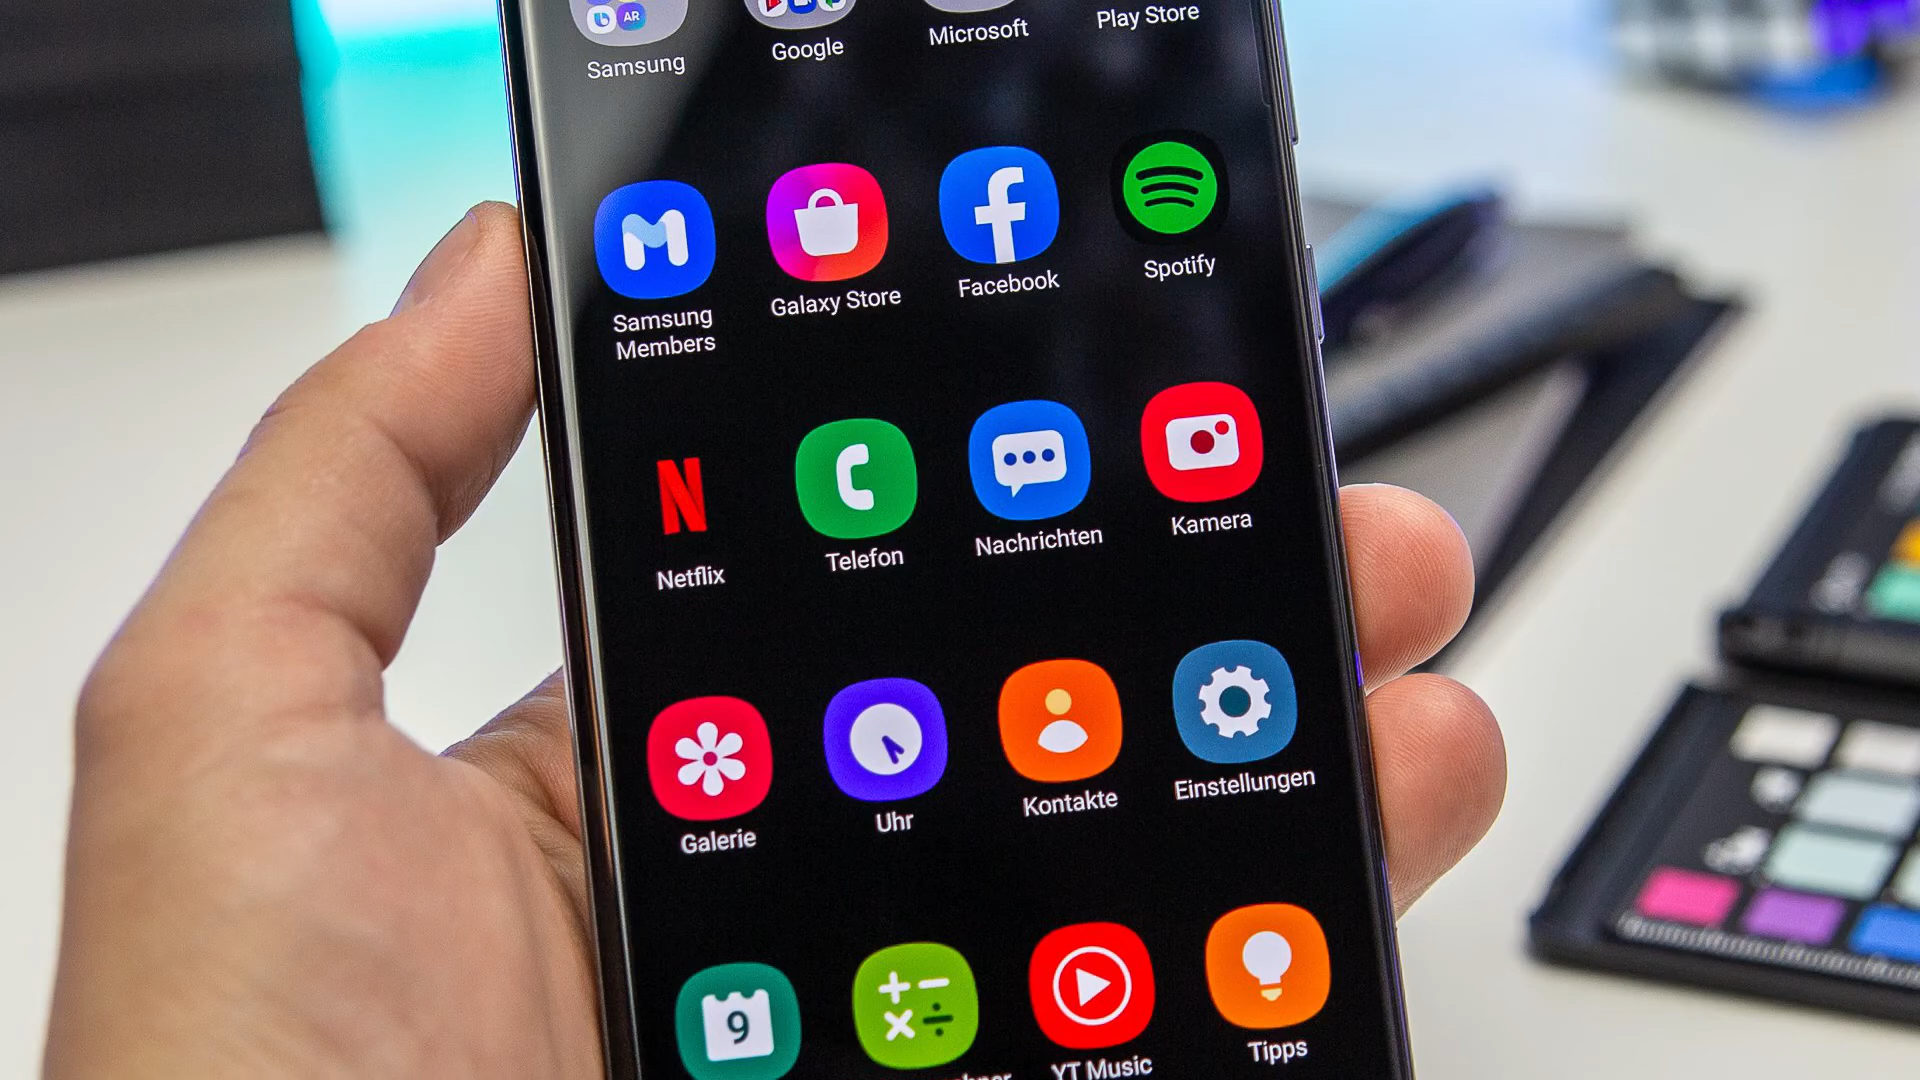 AR
Samsung
Google
Microsoft
Play Store
Samsung
Members
Galaxy Store
Facebook
Spotify
Netflix
Telefon
Nachrichten
Kamera
Galerie
Uhr
Kontakte
Einstellungen
9
YT Music
Tipps